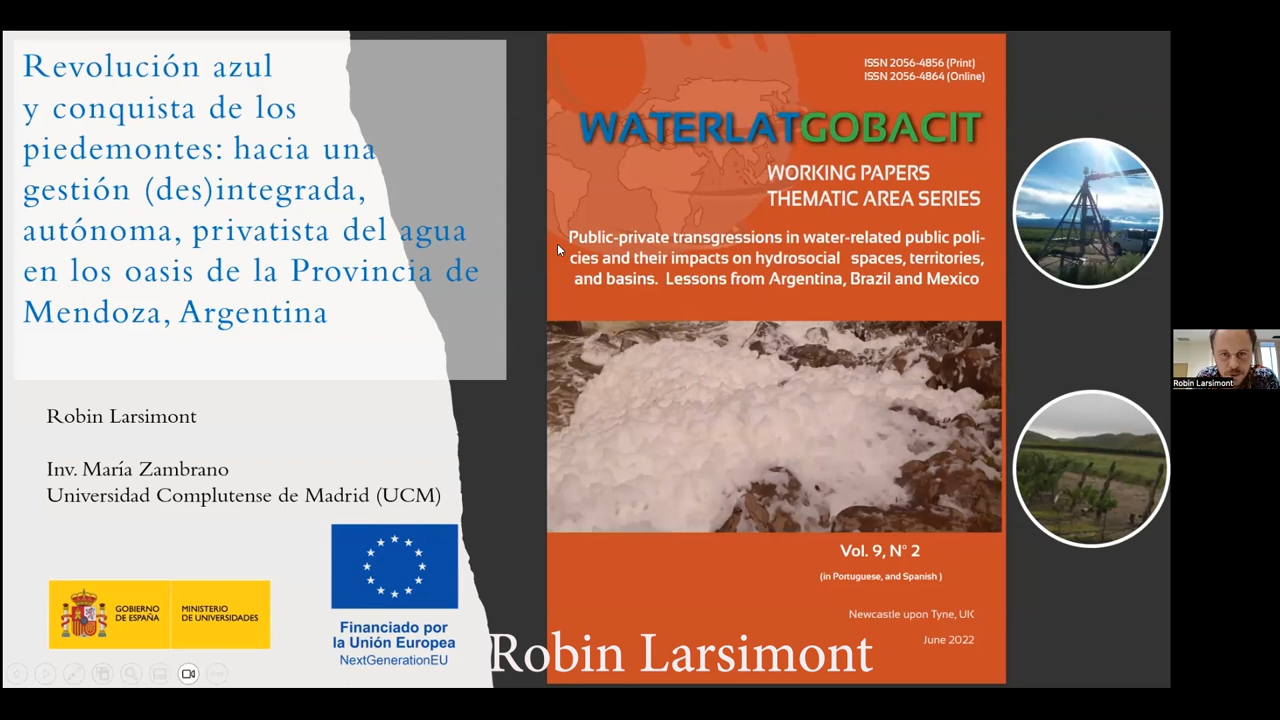 Revolución azul
y conquista de los
piedemontes: hacia una
gestión (des)integrada,
autónoma, privatista del agua
en los oasis de la Provincia de
Mendoza, Argentina
Robin Larsimont
Inv. María Zambrano
Universidad Complutense de Madrid (UCM)
GOBIERNO
DE ESPAÑA
MINISTERIO
DE UNIVERSIDADES
Financiado por
la Unión Europea
NextGenerationEU
ISSN 2056-4856 (Print)
ISSN 2056-4864 (Online)
WATERLATGOBACIT
WORKING PAPERS
THEMATIC AREA SERIES
Public-private transgressions in water-related public poli-
cies and their impacts on hydrosocial spaces, territories,
and basins. Lessons from Argentina, Brazil and Mexico
Vol. 9, N° 2
(in Portuguese, and Spanish )
Newcastle upon Tyne, UK
June 2022
Robin Larsimont
Robin Larsimont